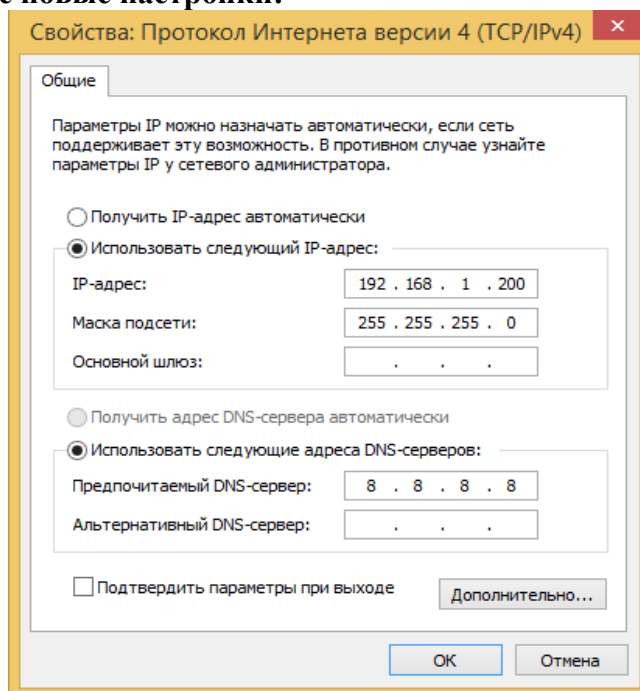 е новые настройки:
Свойства: Протокол Интернета версии 4 (TCP/IPv4)
Общие
Параметры IP можно назначать автоматически, если сеть
поддерживает эту возможность. В противном случае узнайте
параметры IP у сетевого администратора.
Получить IP-адрес автоматически
Использовать следующий IP-адрес:
IP-адрес: 192 . 168 . 1 . 200
Маска подсети: 255 . 255 . 255 . 0
Основной шлюз: . . .
Получить адрес DNS-сервера автоматически
Использовать следующие адреса DNS-серверов:
Предпочитаемый DNS-сервер: 8 . 8 . 8 . 8
Альтернативный DNS-сервер: . . .
Подтвердить параметры при выходе
Дополнительно...
OK Отмена